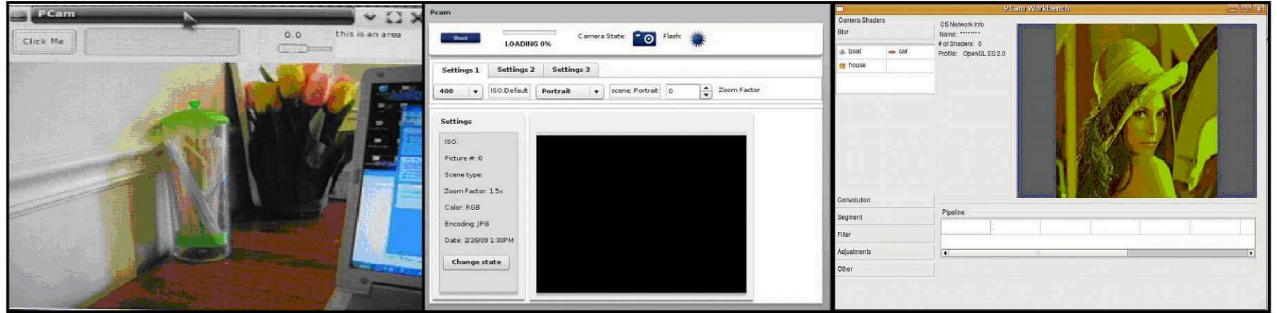 PCam
Click Me
0.0
this is an area
Pcam
Shoot
LOADING 0%
Camera State:
Flash:
Settings 1
Settings 2
Settings 3
400
ISO:Default
Portrait
scene: Portrait
0
Zoom Factor
Settings
ISO:
Picture #: 0
Scene type:
Zoom Factor: 1.5x
Color: RGB
Encoding: JPG
Date: 2/26/09 1:30PM
Change state
PCam Workbench
Camera Shaders
Blur
boat
car
house
Convolution
Segment
Filter
Adjustments
Other
CS Network Info
Name: ********
# of Shaders: 0
Profile: OpenGL ES 2.0
Pipeline